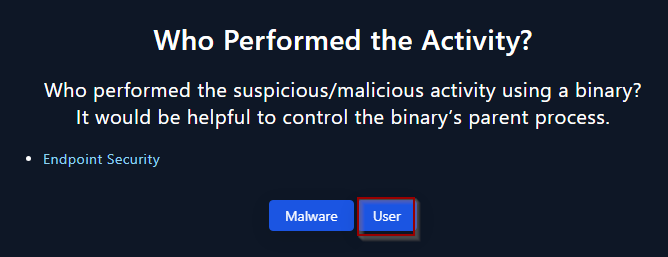 Who Performed the Activity?
Who performed the suspicious/malicious activity using a binary?
It would be helpful to control the binary’s parent process.
Endpoint Security
Malware
User